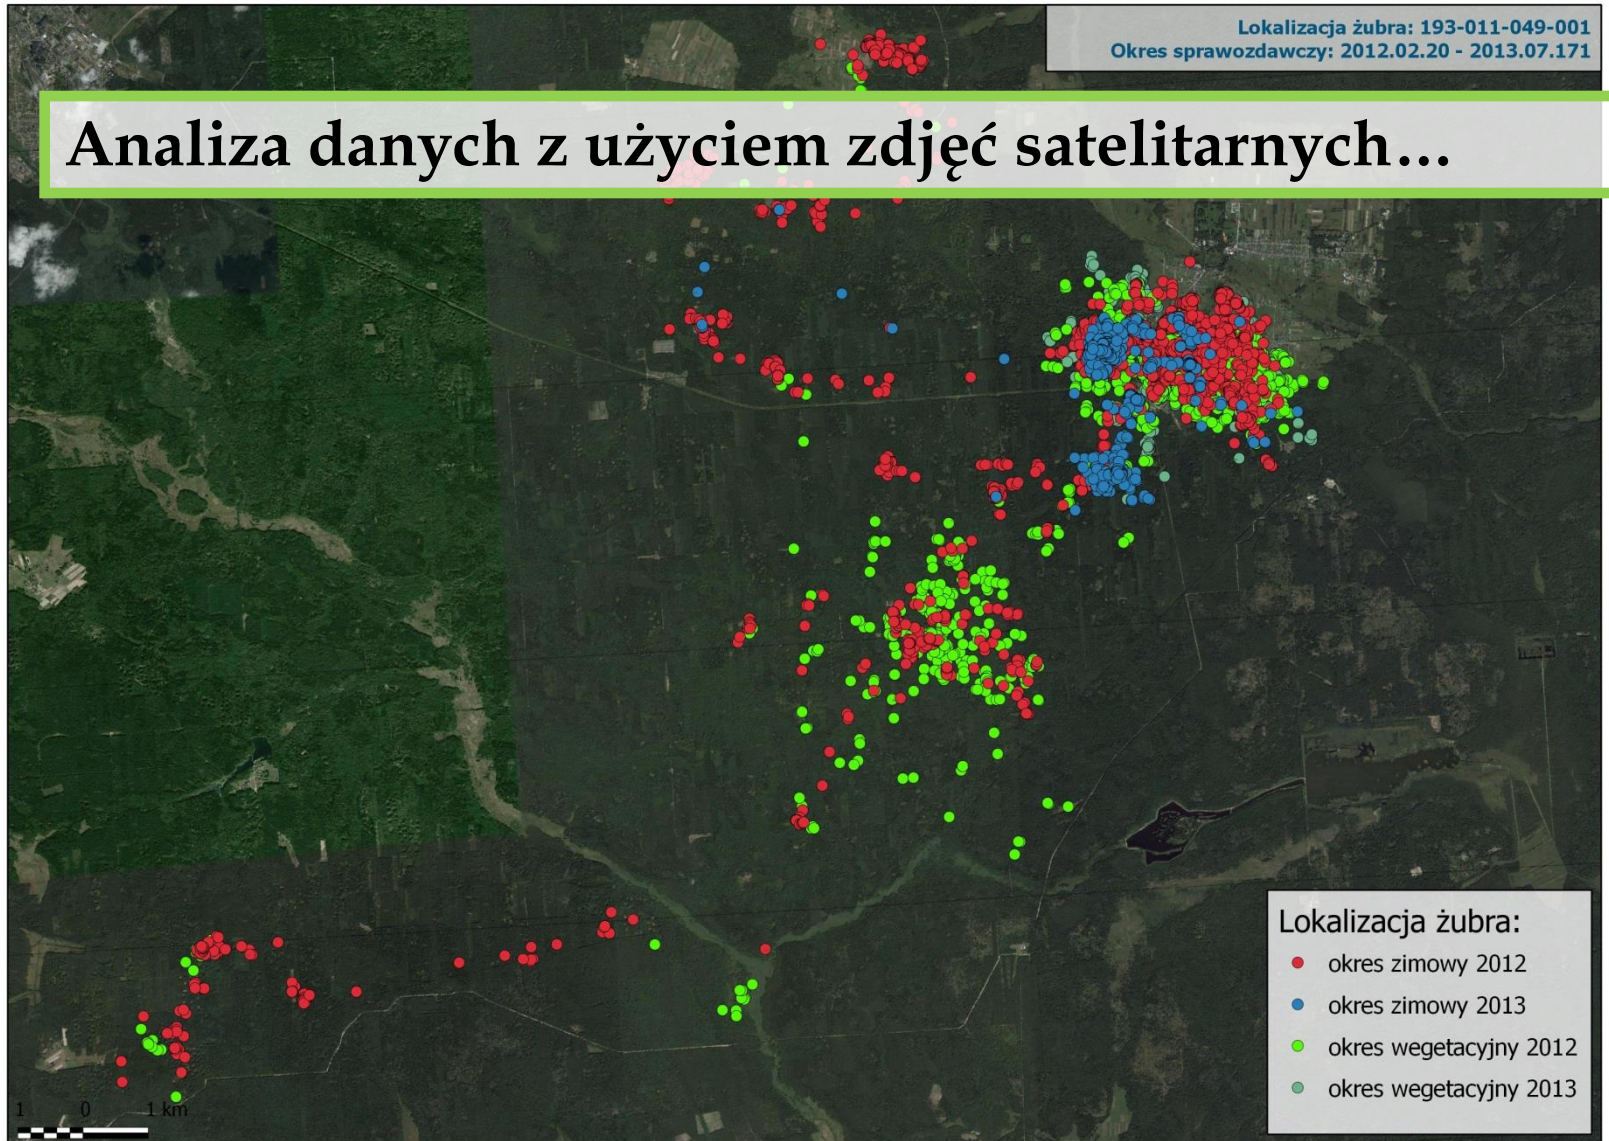 Lokalizacja żubra: 193-011-049-001
Okres sprawozdawczy: 2012.02.20 - 2013.07.171
Analiza danych z użyciem zdjęć satelitarnych...
Lokalizacja żubra:
okres zimowy 2012
okres zimowy 2013
okres wegetacyjny 2012
okres wegetacyjny 2013
1 0 1 km